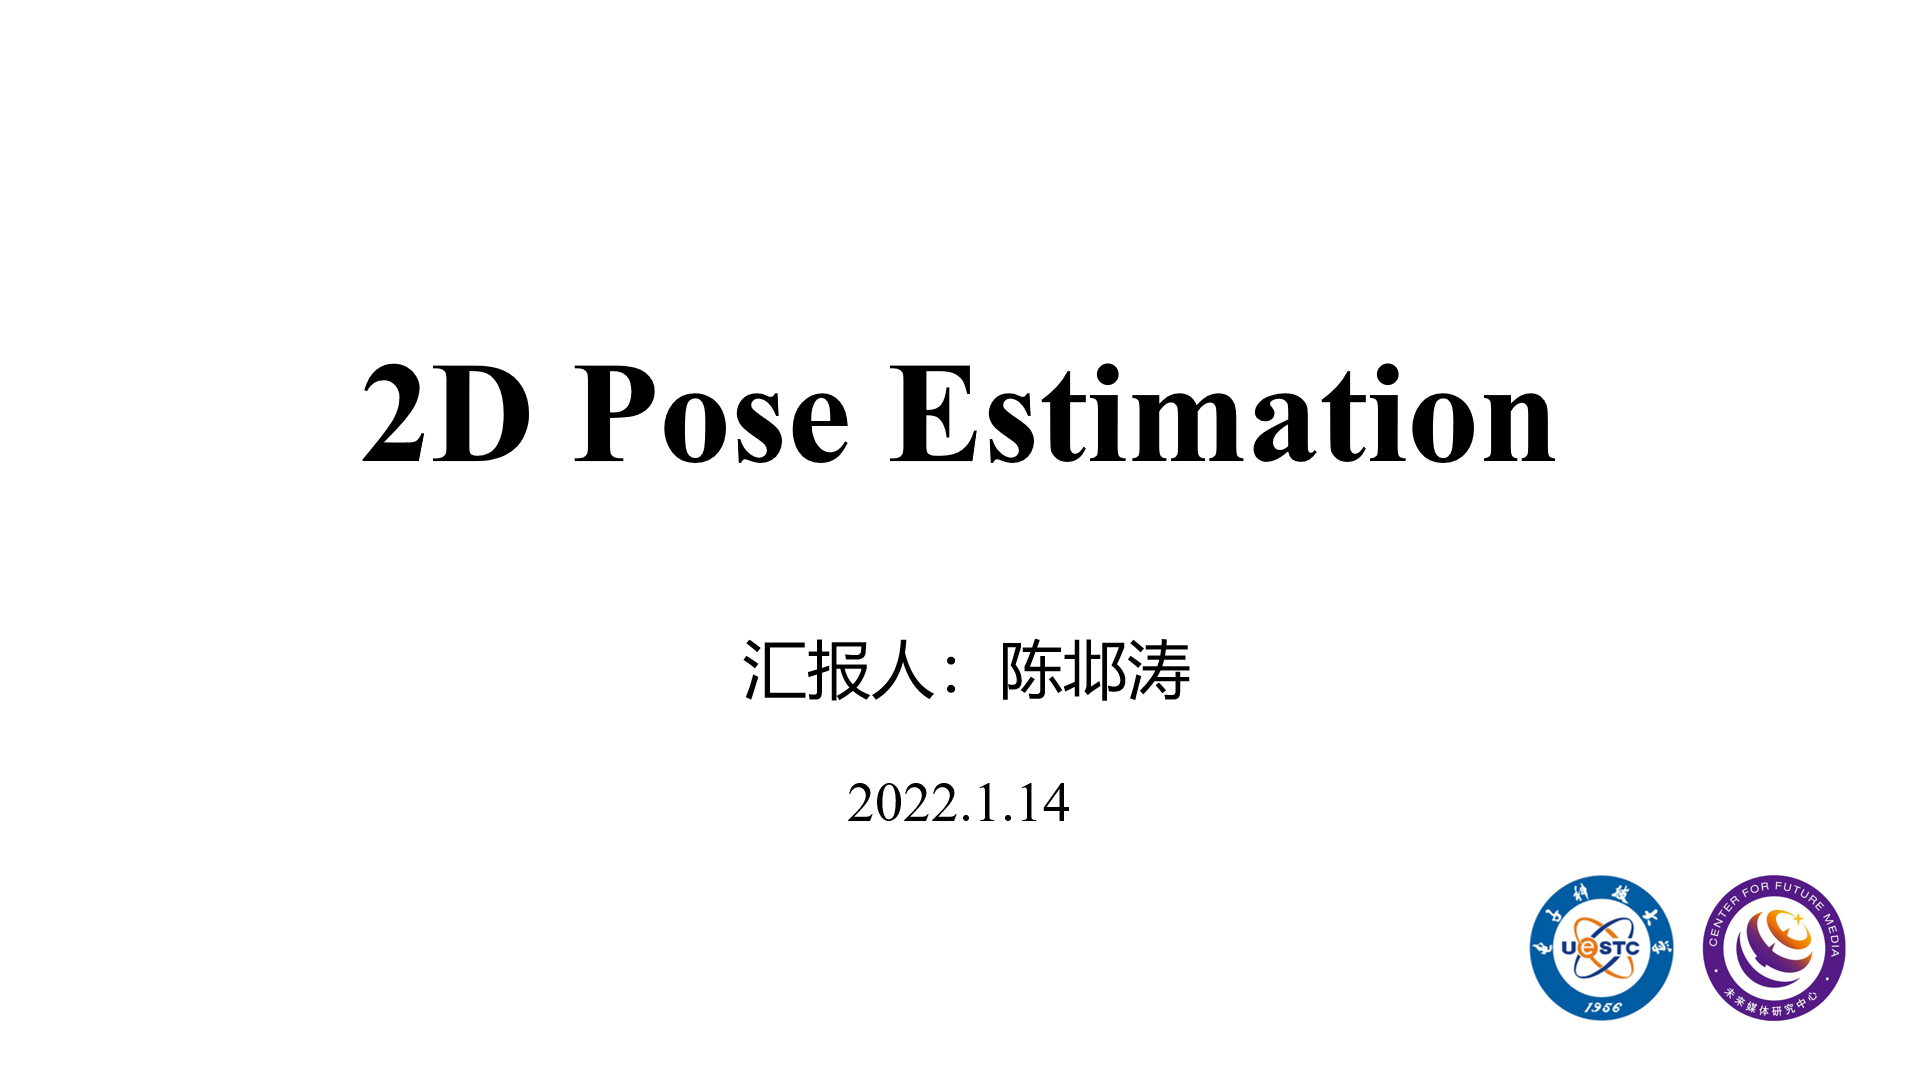 2D Pose Estimation
汇报人：陈邶涛
2022.1.14
电子科技大学
UeSTC
1956
CENTER FOR FUTURE MEDIA
未来媒体研究中心